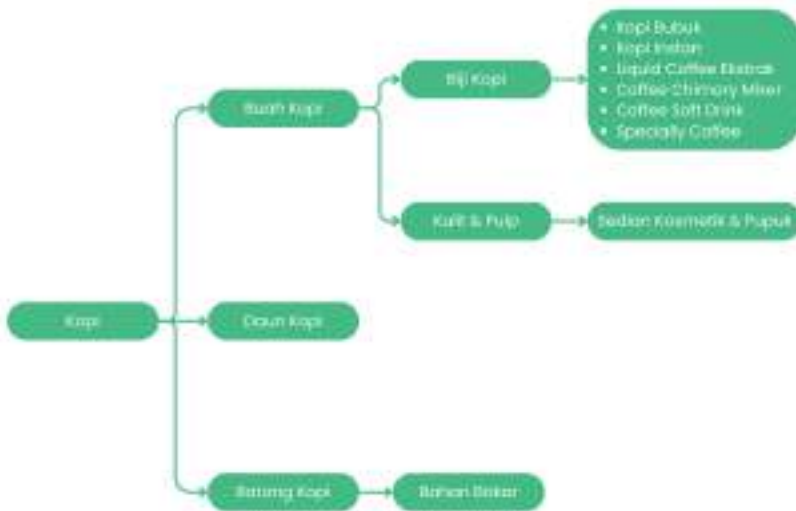 Kopi Bubuk
Kopi Instan
Liquid Coffee Ekstrak
Coffee Chimory Mixer
Coffee Soft Drink
Specially Coffee
Biji Kopi
Buah Kopi
Kulit & Pulp
Sedian Kosmetik & Pupuk
Kopi
Daun Kopi
Batang Kopi
Bahan Bakar